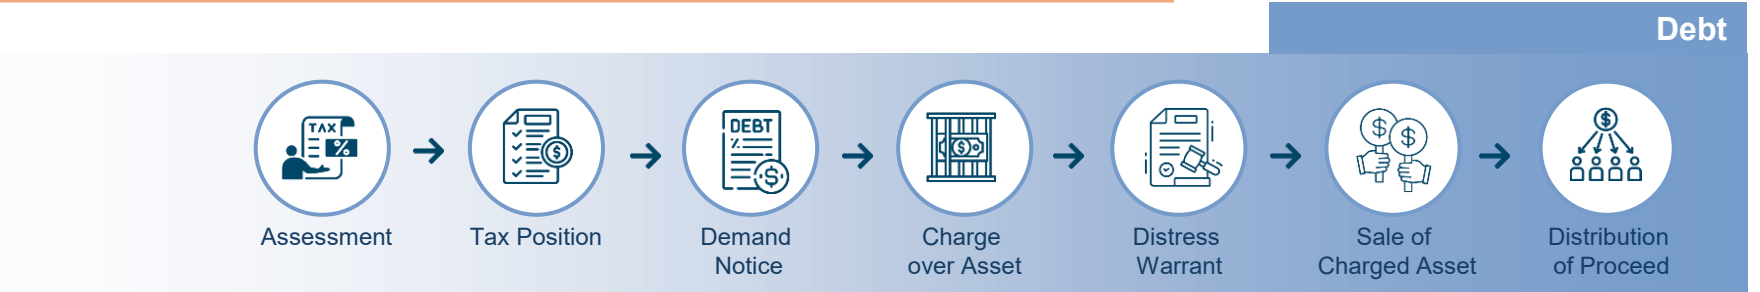 Debt
TAX
%
$
DEBT
%
$
$
$ $
$
Assessment
Tax Position
Demand
Notice
Charge
over Asset
Distress
Warrant
Sale of
Charged Asset
Distribution
of Proceed